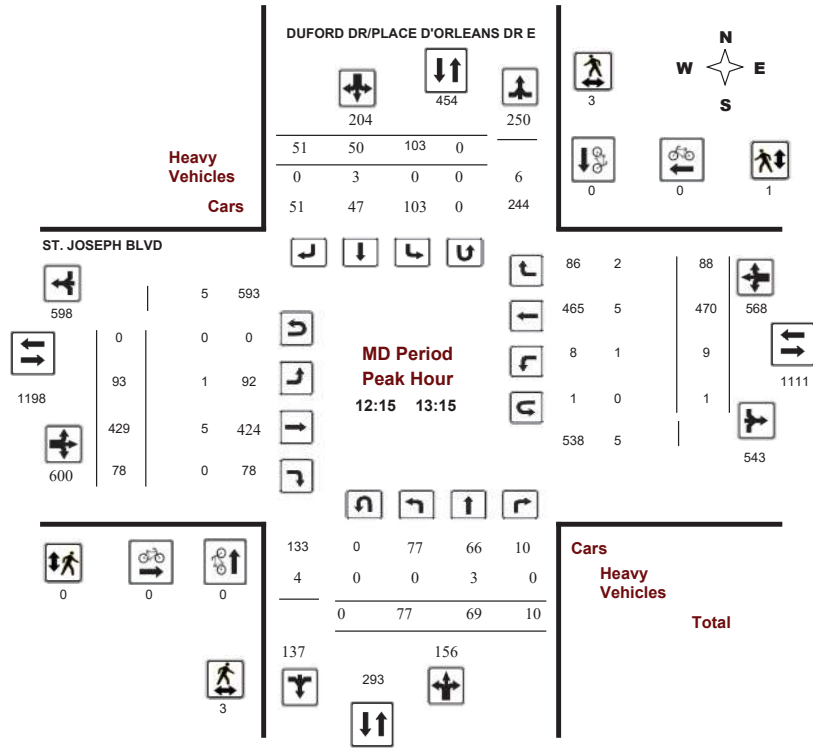 DUFORD DR/PLACE D'ORLEANS DR E
N
W E
S
454
3
204 250
51 50 103 0
Heavy
Vehicles
0 3 0 0 6
0 0 1
Cars 51 47 103 0 244
ST. JOSEPH BLVD
86 2 88
598 5 593
465 5 470 568
0 0 0
MD Period
Peak Hour
8 1 9
1198 93 1 92
1111
12:15 13:15
1 0 1
429 5 424
538 5 543
600 78 0 78
133 0 77 66 10 Cars
4 0 0 3 0 Heavy
Vehicles
0 0 0
0 77 69 10 Total
137 156
293
3